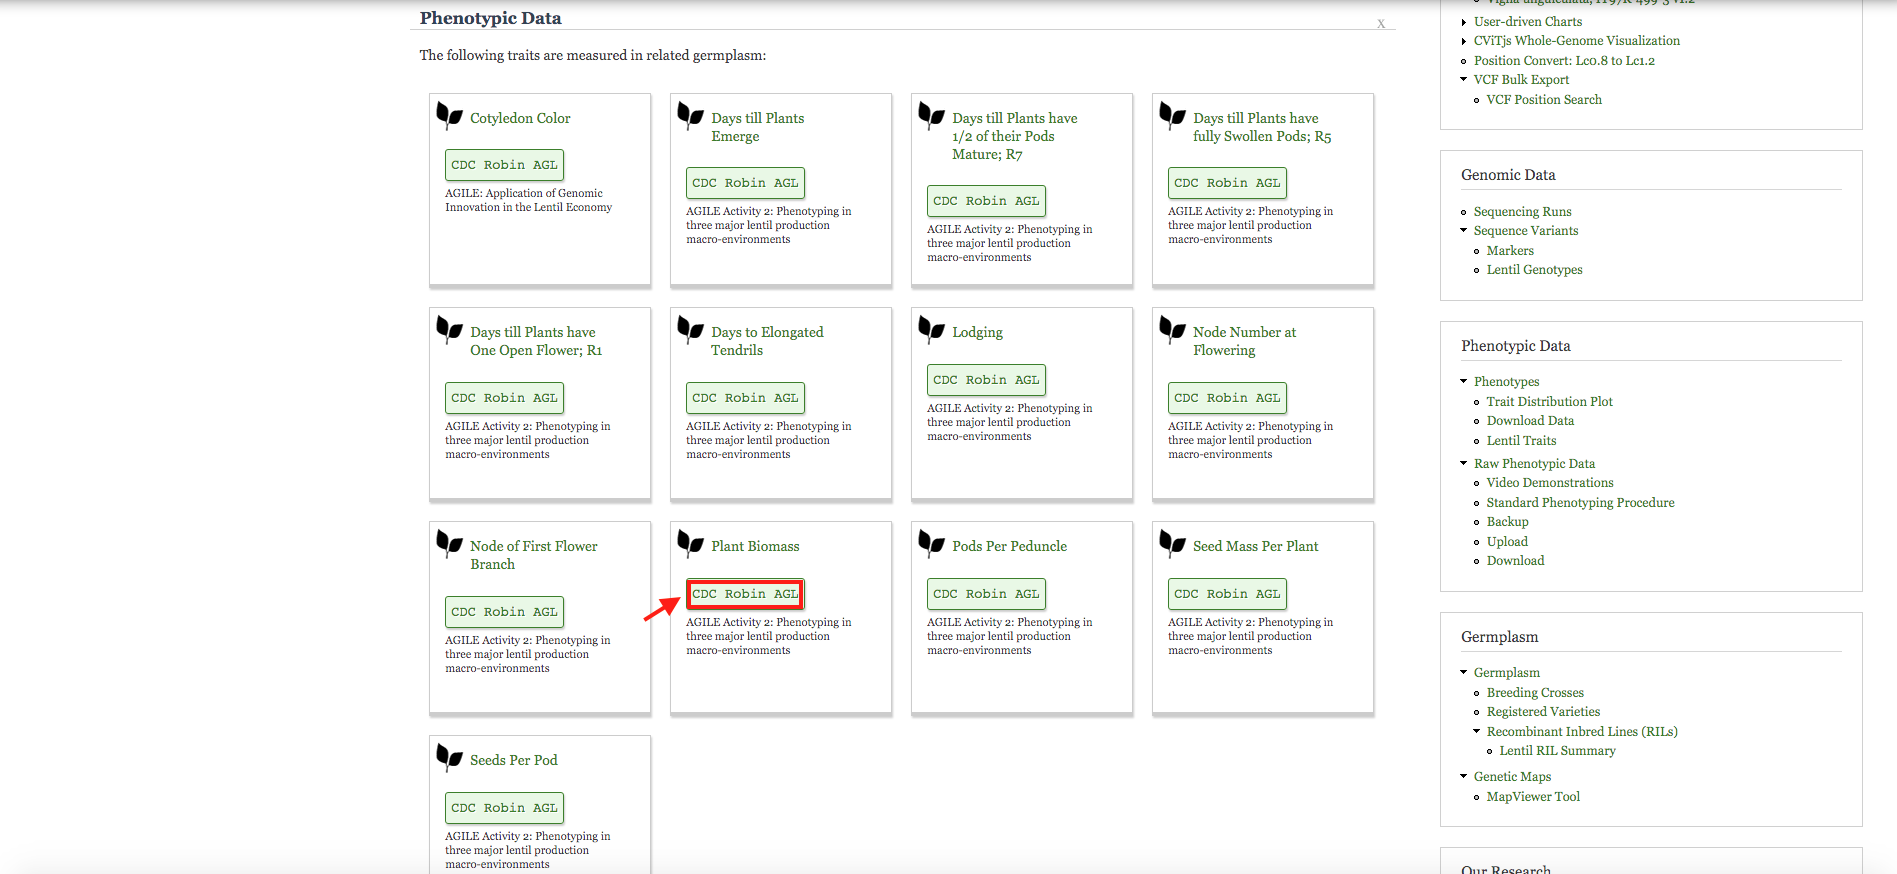 Phenotypic Data
x
The following traits are measured in related germplasm:
Cotyledon Color
CDC Robin AGL
AGILE: Application of Genomic
Innovation in the Lentil Economy
Days till Plants
Emerge
CDC Robin AGL
AGILE Activity 2: Phenotyping in
three major lentil production
macro-environments
Days till Plants have
1/2 of their Pods
Mature; R7
CDC Robin AGL
AGILE Activity 2: Phenotyping in
three major lentil production
macro-environments
Days till Plants have
fully Swollen Pods; R5
CDC Robin AGL
AGILE Activity 2: Phenotyping in
three major lentil production
macro-environments
Days till Plants have
One Open Flower; R1
CDC Robin AGL
AGILE Activity 2: Phenotyping in
three major lentil production
macro-environments
Days to Elongated
Tendrils
CDC Robin AGL
AGILE Activity 2: Phenotyping in
three major lentil production
macro-environments
Lodging
CDC Robin AGL
AGILE Activity 2: Phenotyping in
three major lentil production
macro-environments
Node Number at
Flowering
CDC Robin AGL
AGILE Activity 2: Phenotyping in
three major lentil production
macro-environments
Node of First Flower
Branch
CDC Robin AGL
AGILE Activity 2: Phenotyping in
three major lentil production
macro-environments
Plant Biomass
CDC Robin AGL
AGILE Activity 2: Phenotyping in
three major lentil production
macro-environments
Pods Per Peduncle
CDC Robin AGL
AGILE Activity 2: Phenotyping in
three major lentil production
macro-environments
Seed Mass Per Plant
CDC Robin AGL
AGILE Activity 2: Phenotyping in
three major lentil production
macro-environments
Seeds Per Pod
CDC Robin AGL
AGILE Activity 2: Phenotyping in
three major lentil production
macro-environments
User-driven Charts
CViTjs Whole-Genome Visualization
Position Convert: Lc0.8 to Lc1.2
VCF Bulk Export
VCF Position Search
Genomic Data
Sequencing Runs
Sequence Variants
Markers
Lentil Genotypes
Phenotypic Data
Phenotypes
Trait Distribution Plot
Download Data
Lentil Traits
Raw Phenotypic Data
Video Demonstrations
Standard Phenotyping Procedure
Backup
Upload
Download
Germplasm
Germplasm
Breeding Crosses
Registered Varieties
Recombinant Inbred Lines (RILs)
Lentil RIL Summary
Genetic Maps
MapViewer Tool
Our Research